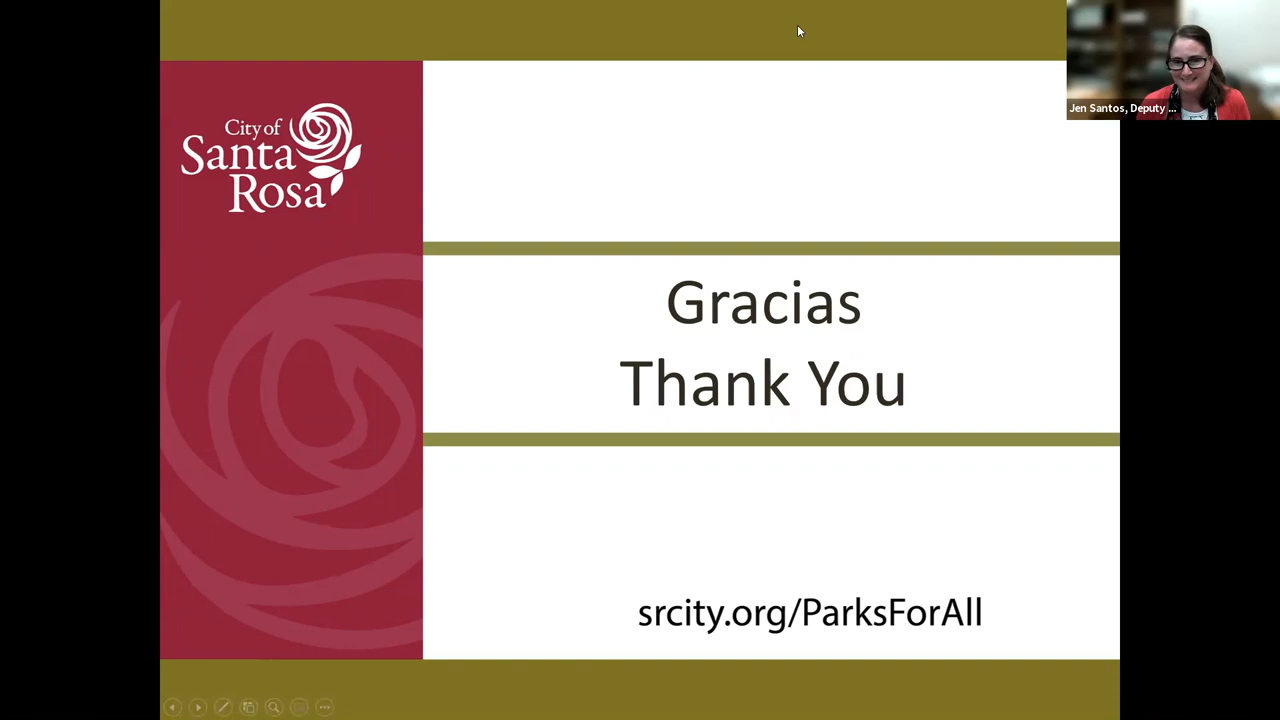 City of
Santa
Rosa
Jen Santos, Deputy ...
Gracias
Thank You
srcity.org/ParksForAll